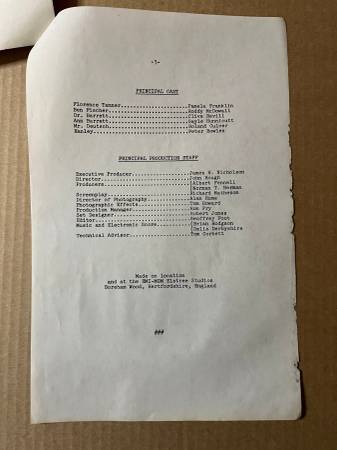 -3-
PRINCIPAL CAST
Florence Tanner...............Pamela Franklin
Ben Fischer...................Roddy McDowall
Dr. Barrett...................Clive Revill
Ann Barrett...................Gayle Hunnicutt
Mr. Deutsch...................Roland Culver
Hanley........................Peter Bowles
PRINCIPAL PRODUCTION STAFF
Executive Producer............James H. Nicholson
Director......................John Hough
Producers.....................(Albert Fennell
(Norman T. Herman
Screenplay....................Richard Matheson
Director of Photography.......Alan Hume
Photographic Effects..........Tom Howard
Production Manager............Ron Fry
Set Designer..................Robert Jones
Editor........................Geoffrey Foot
Music and Electronic Score....(Brian Hodgson
(Delia Derbyshire
Technical Advisor.............Tom Corbett
Made on Location
and at the EMI-MGM Elstree Studios
Boreham Wood, Hertfordshire, England
###